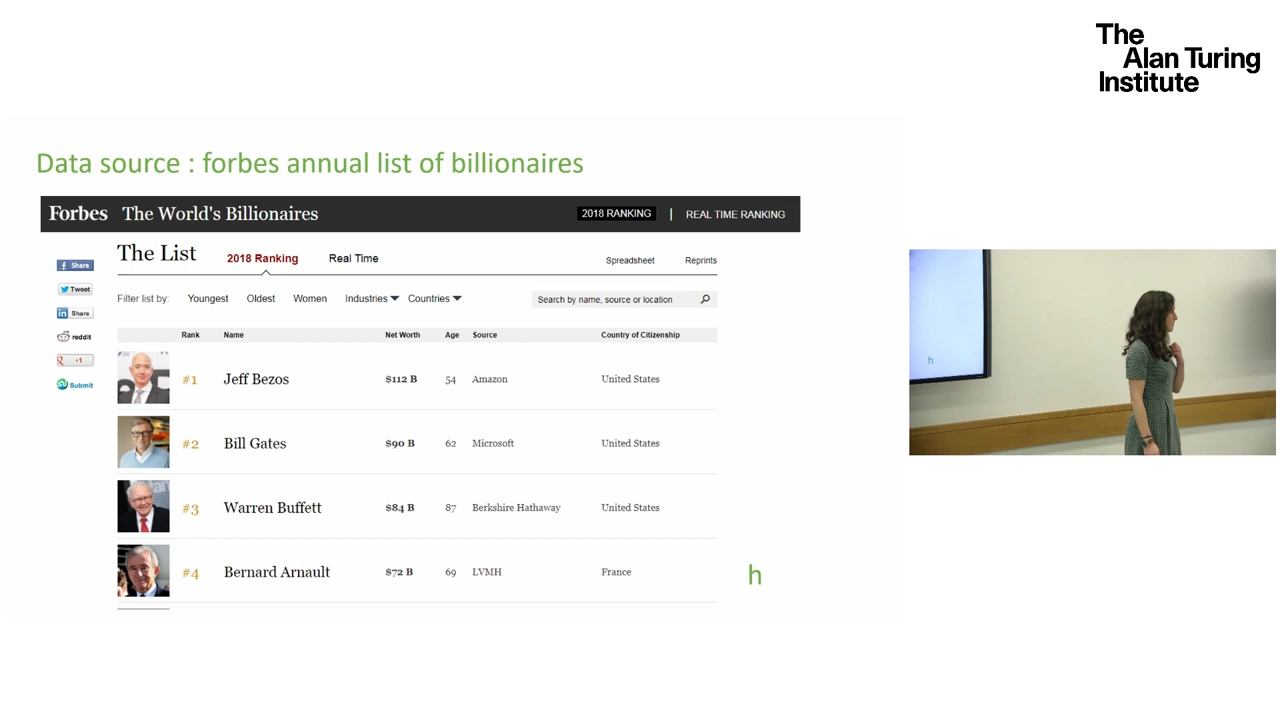 The
Alan Turing
Institute
Data source : forbes annual list of billionaires
Forbes The World's Billionaires 2018 RANKING | REAL TIME RANKING
The List 2018 Ranking Real Time Spreadsheet Reprints
Share
Tweet
Share
reddit
+1
Submit
Filter list by: Youngest Oldest Women Industries Countries Search by name, source or location
Rank Name Net Worth Age Source Country of Citizenship
#1 Jeff Bezos $112 B 54 Amazon United States
#2 Bill Gates $90 B 62 Microsoft United States
#3 Warren Buffett $84 B 87 Berkshire Hathaway United States
#4 Bernard Arnault $72 B 69 LVMH France
h
h